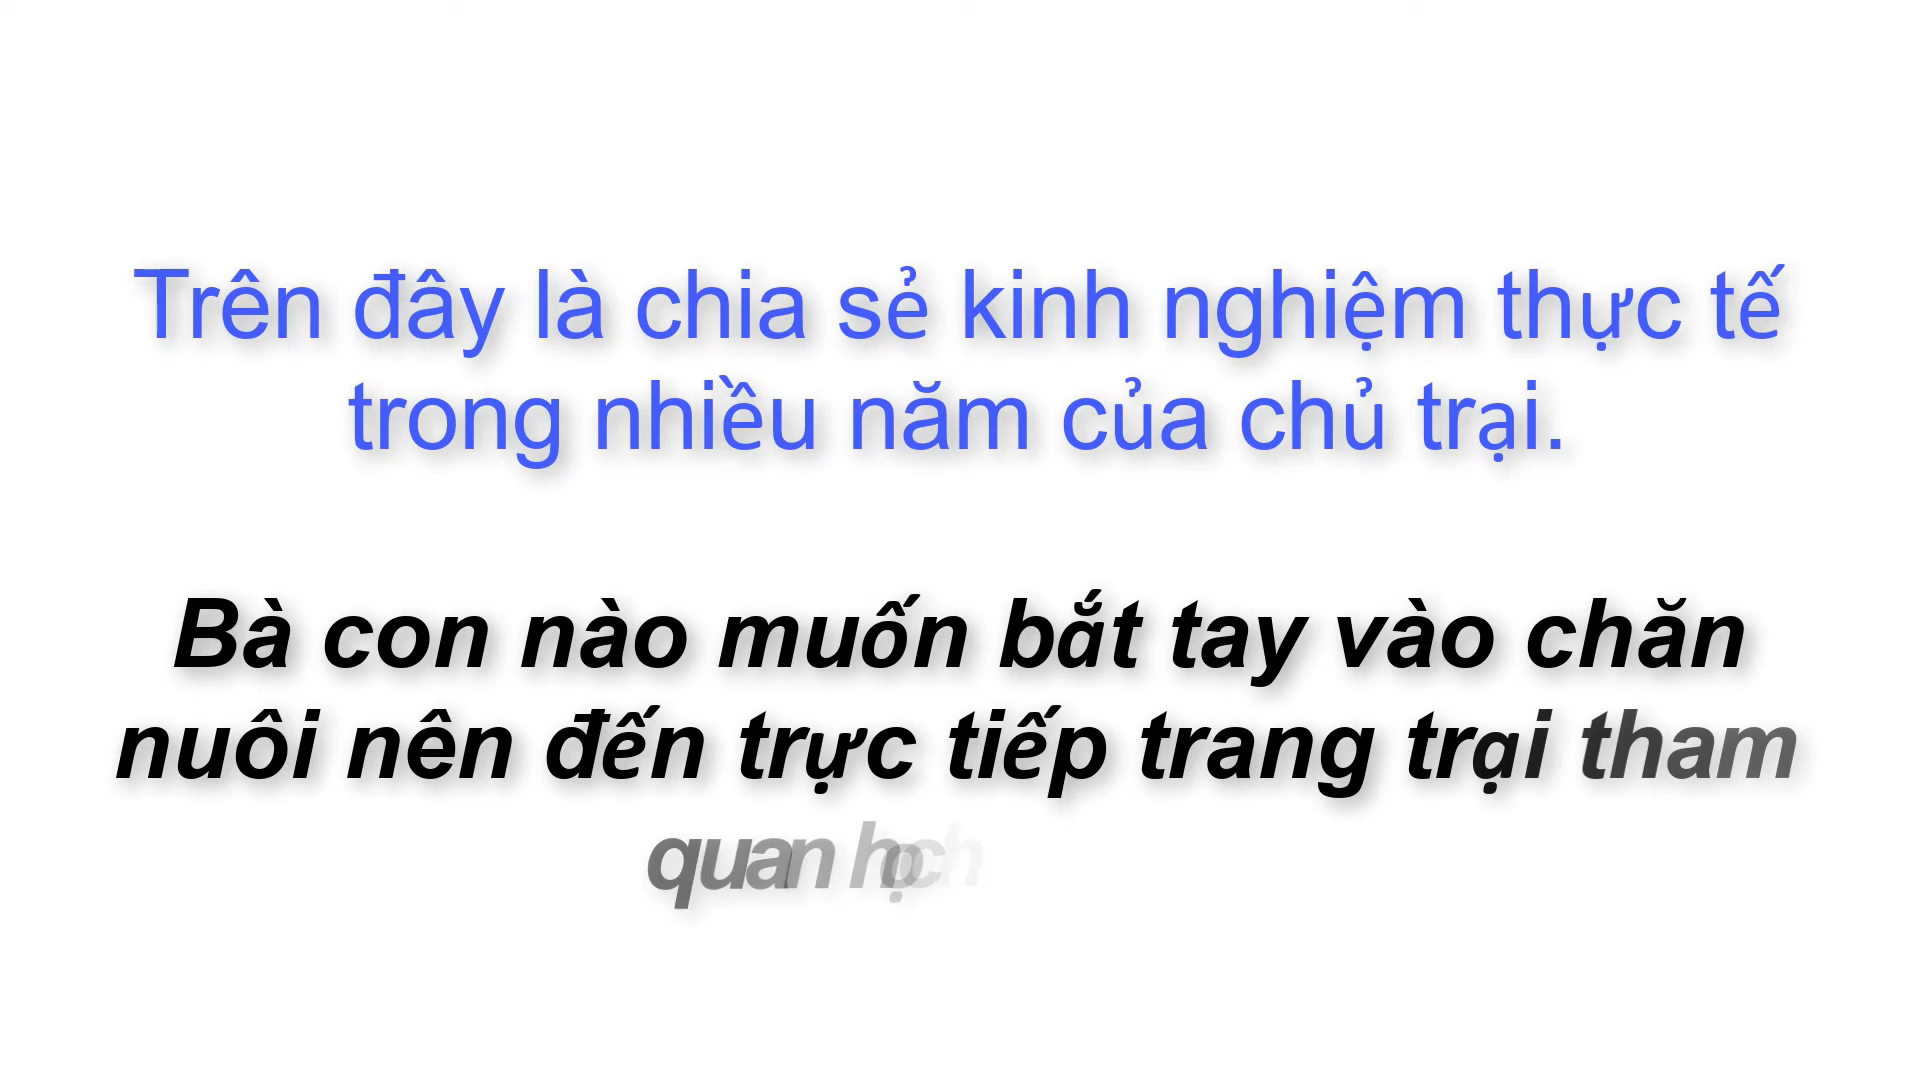 Trên đây là chia sẻ kinh nghiệm thực tế
trong nhiều năm của chủ trại.
Bà con nào muốn bắt tay vào chăn
nuôi nên đến trực tiếp trang trại tham
quan học